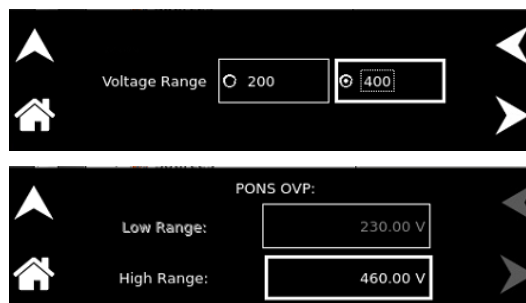 Voltage Range 200 400
PONS OVP:
Low Range: 230.00 V
High Range: 460.00 V